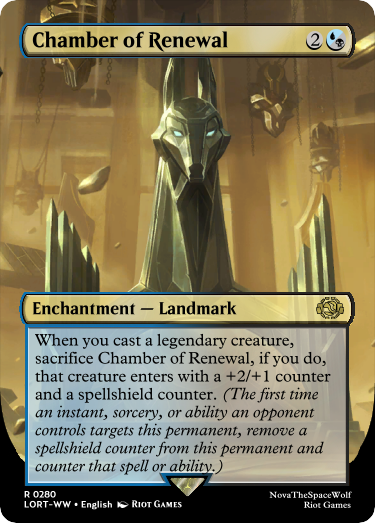 Chamber of Renewal 2
Enchantment — Landmark
When you cast a legendary creature,
sacrifice Chamber of Renewal, if you do,
that creature enters with a +2/+1 counter
and a spellshield counter. (The first time
an instant, sorcery, or ability an opponent
controls targets this permanent, remove a
spellshield counter from this permanent and
counter that spell or ability.)
R 0280
LORT-WW • English RIOT GAMES
NovaTheSpaceWolf
Riot Games